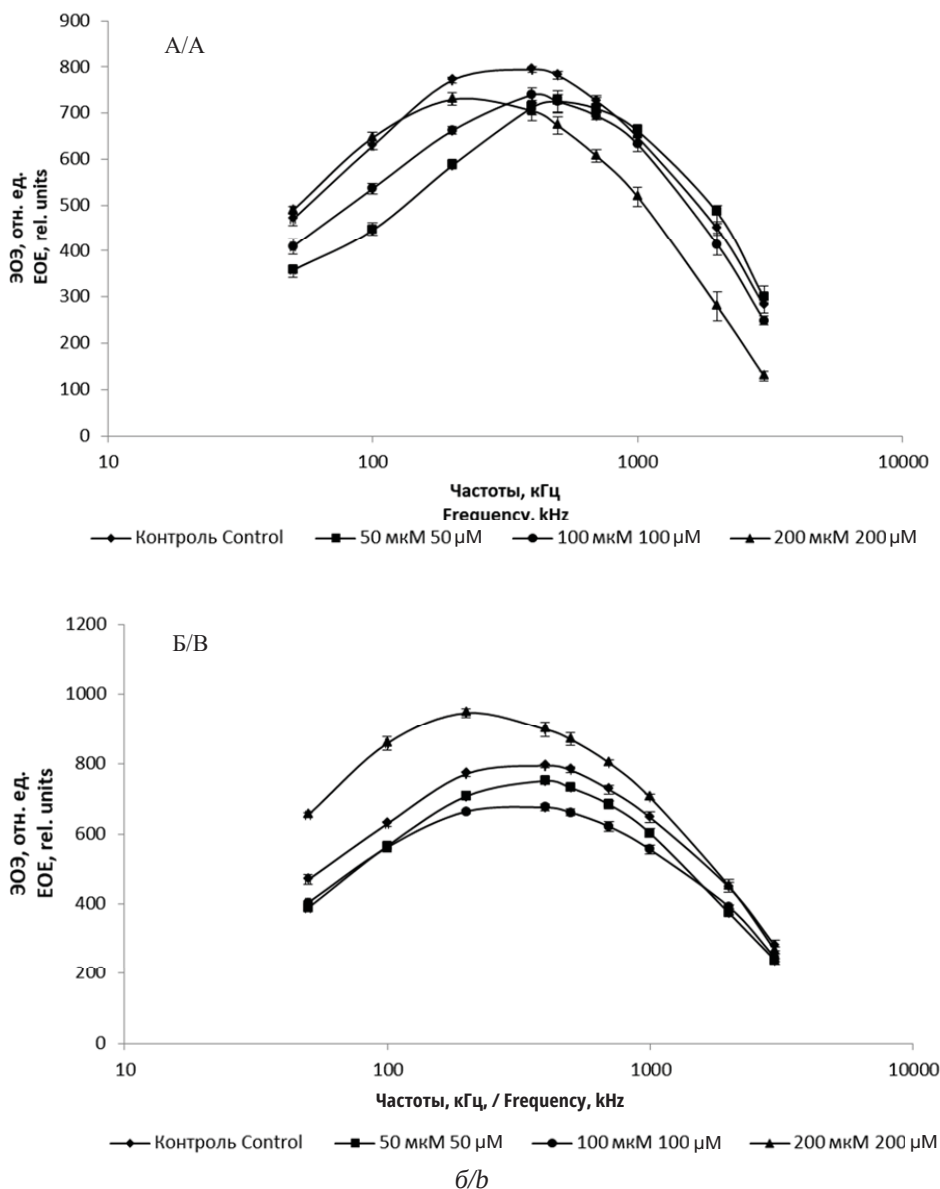 900
800
700
600
500
400
300
200
100
0
А/А
ЭОЭ, отн. ед.
EOE, rel. units
10 100 1000 10000
Частоты, кГц
Frequency, kHz
Контроль Control 50 мкМ 50 µM 100 мкМ 100 µM 200 мкМ 200 µM
1200
1000
800
600
400
200
0
Б/В
ЭОЭ, отн. ед.
EOE, rel. units
10 100 1000 10000
Частоты, кГц, / Frequency, kHz
Контроль Control 50 мкМ 50 µM 100 мкМ 100 µM 200 мкМ 200 µM
б/b